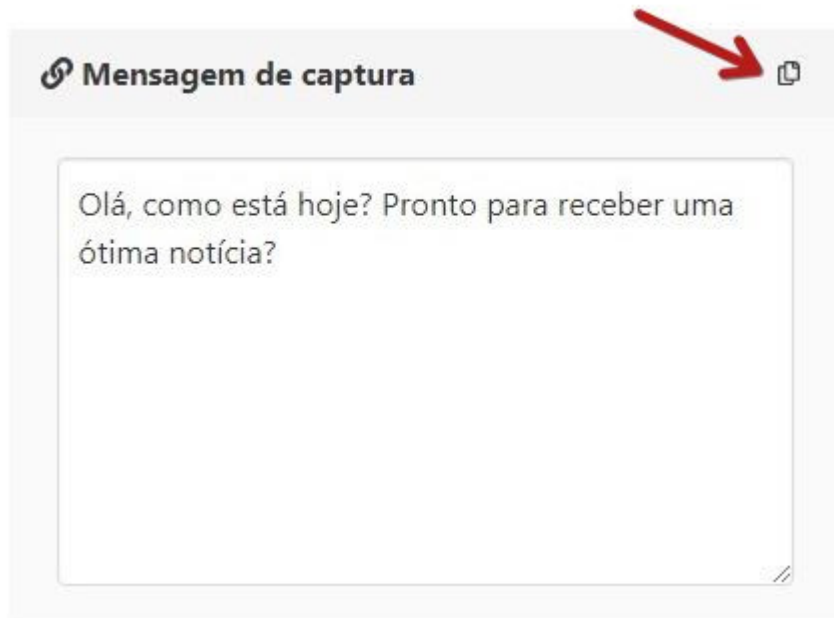 Mensagem de captura
Olá, como está hoje? Pronto para receber uma
ótima notícia?